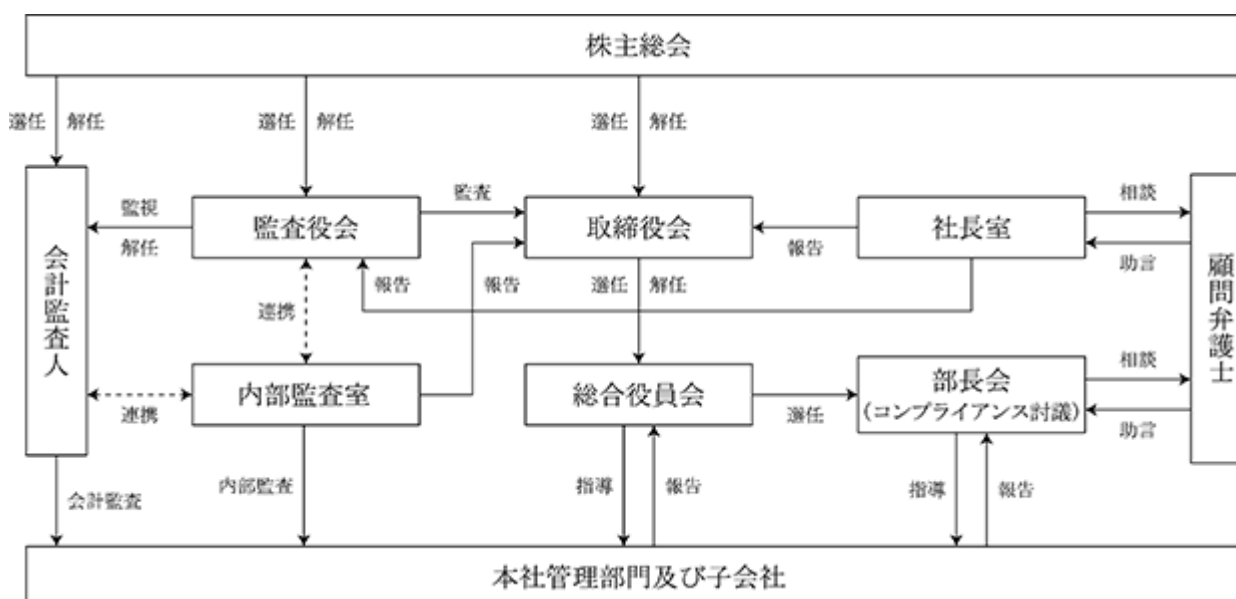 株主総会
選任 解任
選任 解任
選任 解任
会計監査人
監視
解任
監査役会
監査
取締役会
報告
社長室
相談
助言
顧問弁護士
連携
報告
報告
選任 解任
連携
内部監査室
総合役員会
選任
部長会
(コンプライアンス討議)
相談
助言
会計監査
内部監査
指導
報告
指導
報告
本社管理部門及び子会社